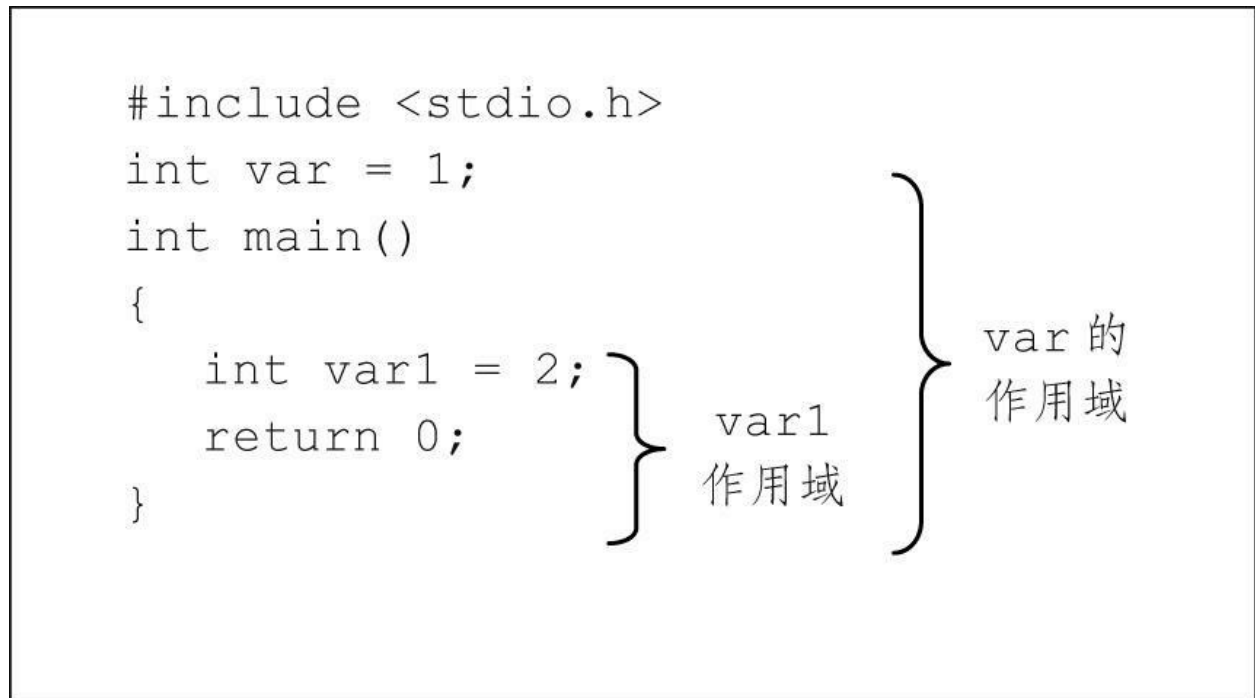 #include <stdio.h>
int var = 1;
int main()
{
int var1 = 2;
return 0;
}
var1
作用域
var 的
作用域